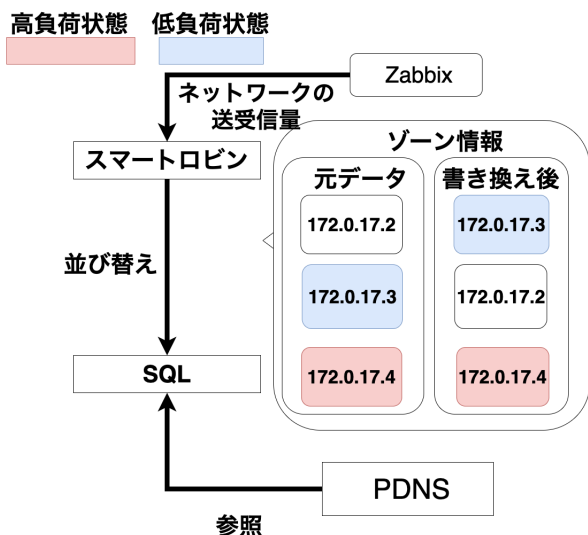 高負荷状態
低負荷状態
Zabbix
ネットワークの
送受信量
スマートロビン
ゾーン情報
元データ
書き換え後
172.0.17.2
172.0.17.3
172.0.17.3
172.0.17.2
172.0.17.4
172.0.17.4
並び替え
SQL
PDNS
参照